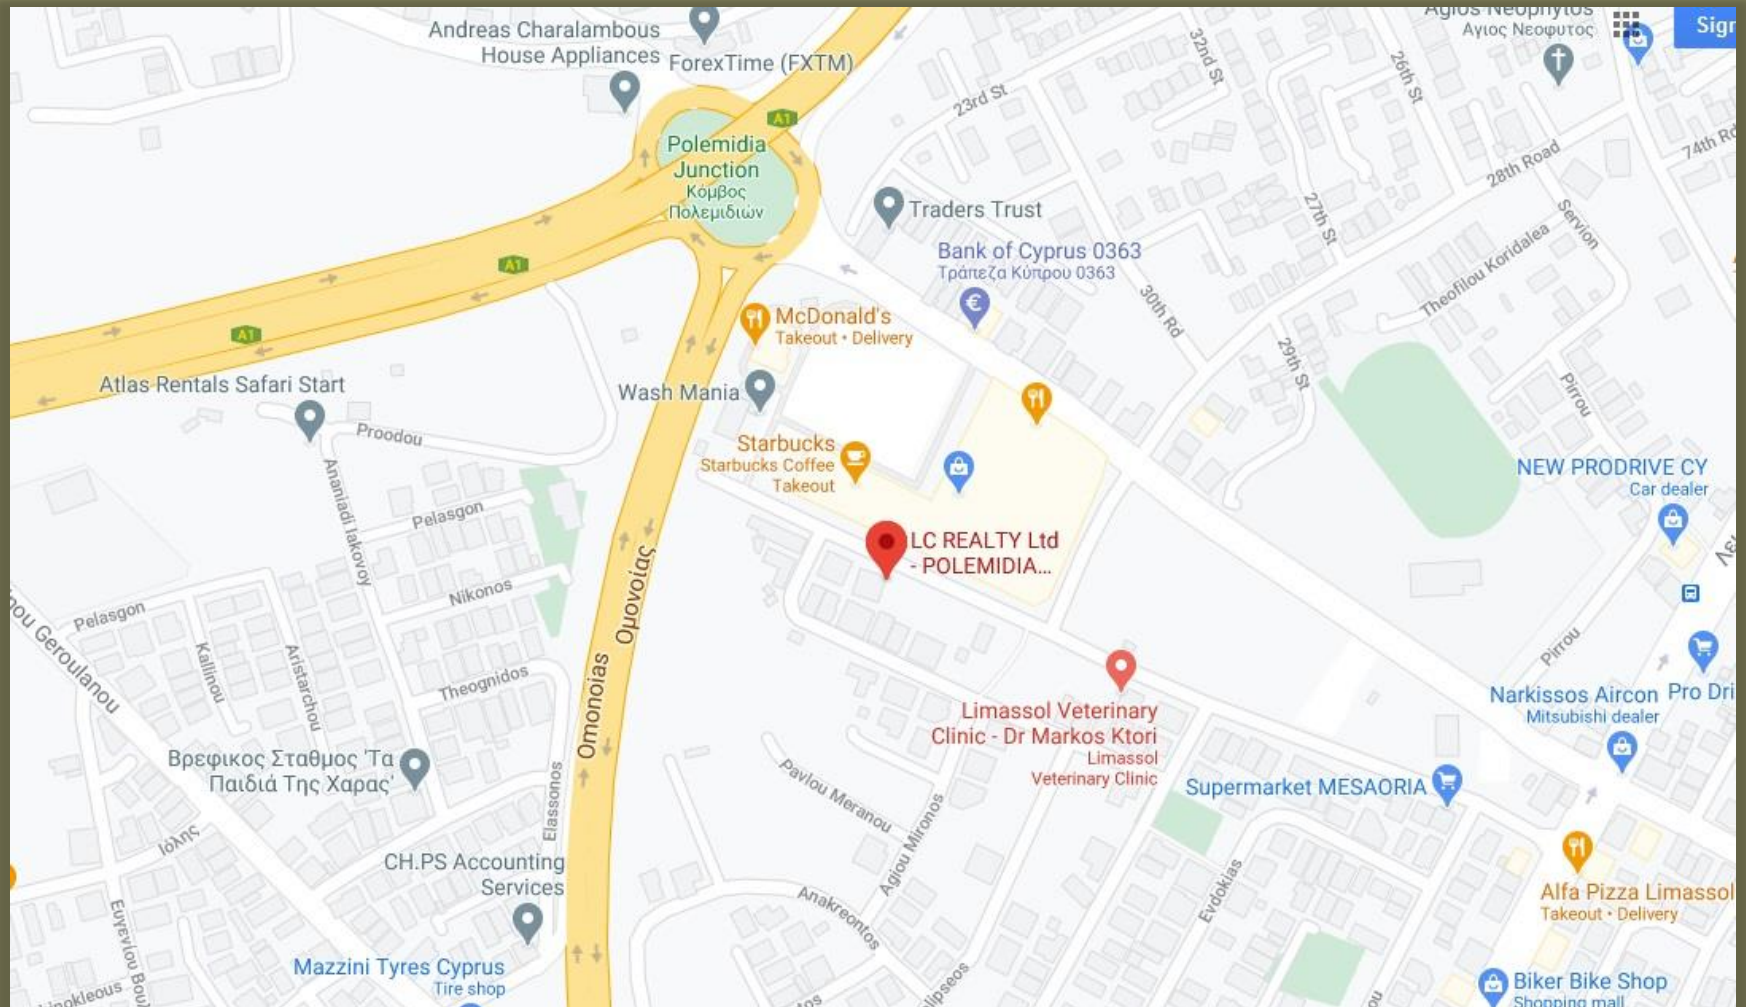 Andreas Charalambous
House Appliances
ForexTime (FXTM)
Agios Neophytos
Αγιος Νεοφυτος
Sigr
32nd St
26th St
23rd St
A1
Polemidia
Junction
Κόμβος
Πολεμιδιών
74th Rd
28th Road
27th St
Servion
Traders Trust
Bank of Cyprus 0363
Τράπεζα Κύπρου 0363
€
Theofilou Koridalea
30th Rd
A1
A1
McDonald's
Takeout • Delivery
29th St
Pirrou
Atlas Rentals Safari Start
Wash Mania
Proodou
Starbucks
Starbucks Coffee
Takeout
Ananiadi Iakovou
Pelasgon
NEW PRODRIVE CY
Car dealer
LC REALTY Ltd
- POLEMIDIA...
Ομονοίας
Nikonos
Pelasgon
ου Geroulanou
Kallinou
Aristarchou
Theognidos
Omonoias
Pirrou
Limassol Veterinary
Clinic - Dr Markos Ktori
Limassol
Veterinary Clinic
Narkissos Aircon
Mitsubishi dealer
Pro Dri
Βρεφικος Σταθμος 'Τα
Παιδιά Της Χαρας'
Supermarket MESAORIA
Pavlou Meranou
Elassonos
Agiou Mironos
Ιόλης
CH.PS Accounting
Services
Anakreontos
Evdokias
Alfa Pizza Limassol
Takeout • Delivery
Ευγενίου Βου
Mazzini Tyres Cyprus
Tire shop
Biker Bike Shop
Shopping mall